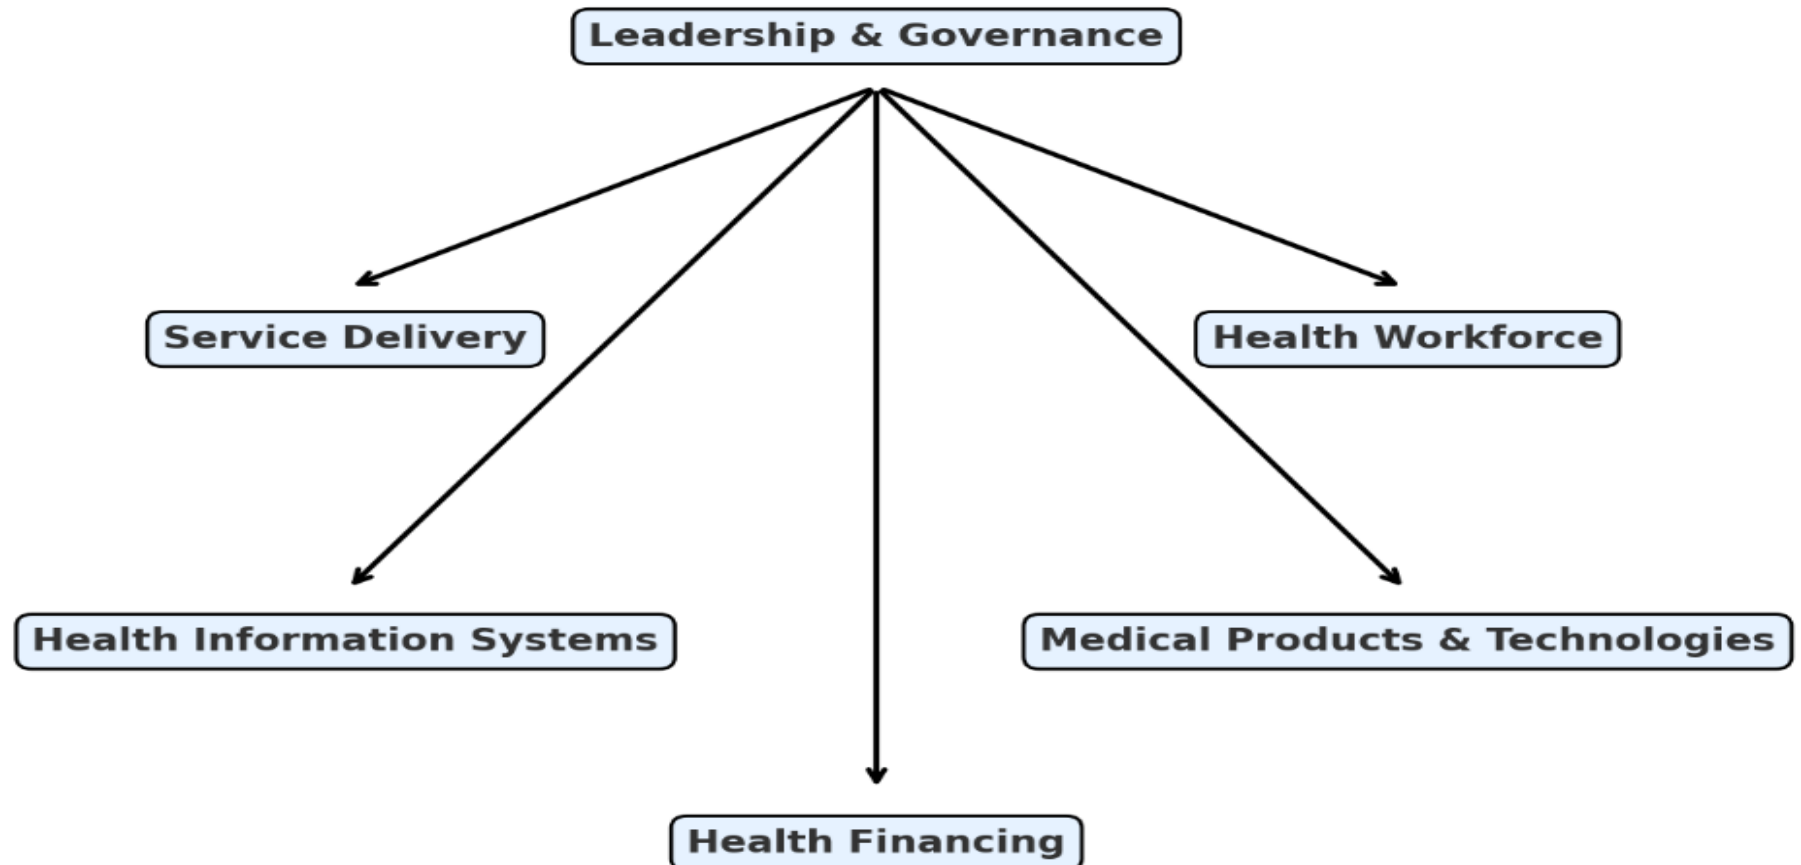 Leadership & Governance
Service Delivery
Health Workforce
Health Information Systems
Medical Products & Technologies
Health Financing